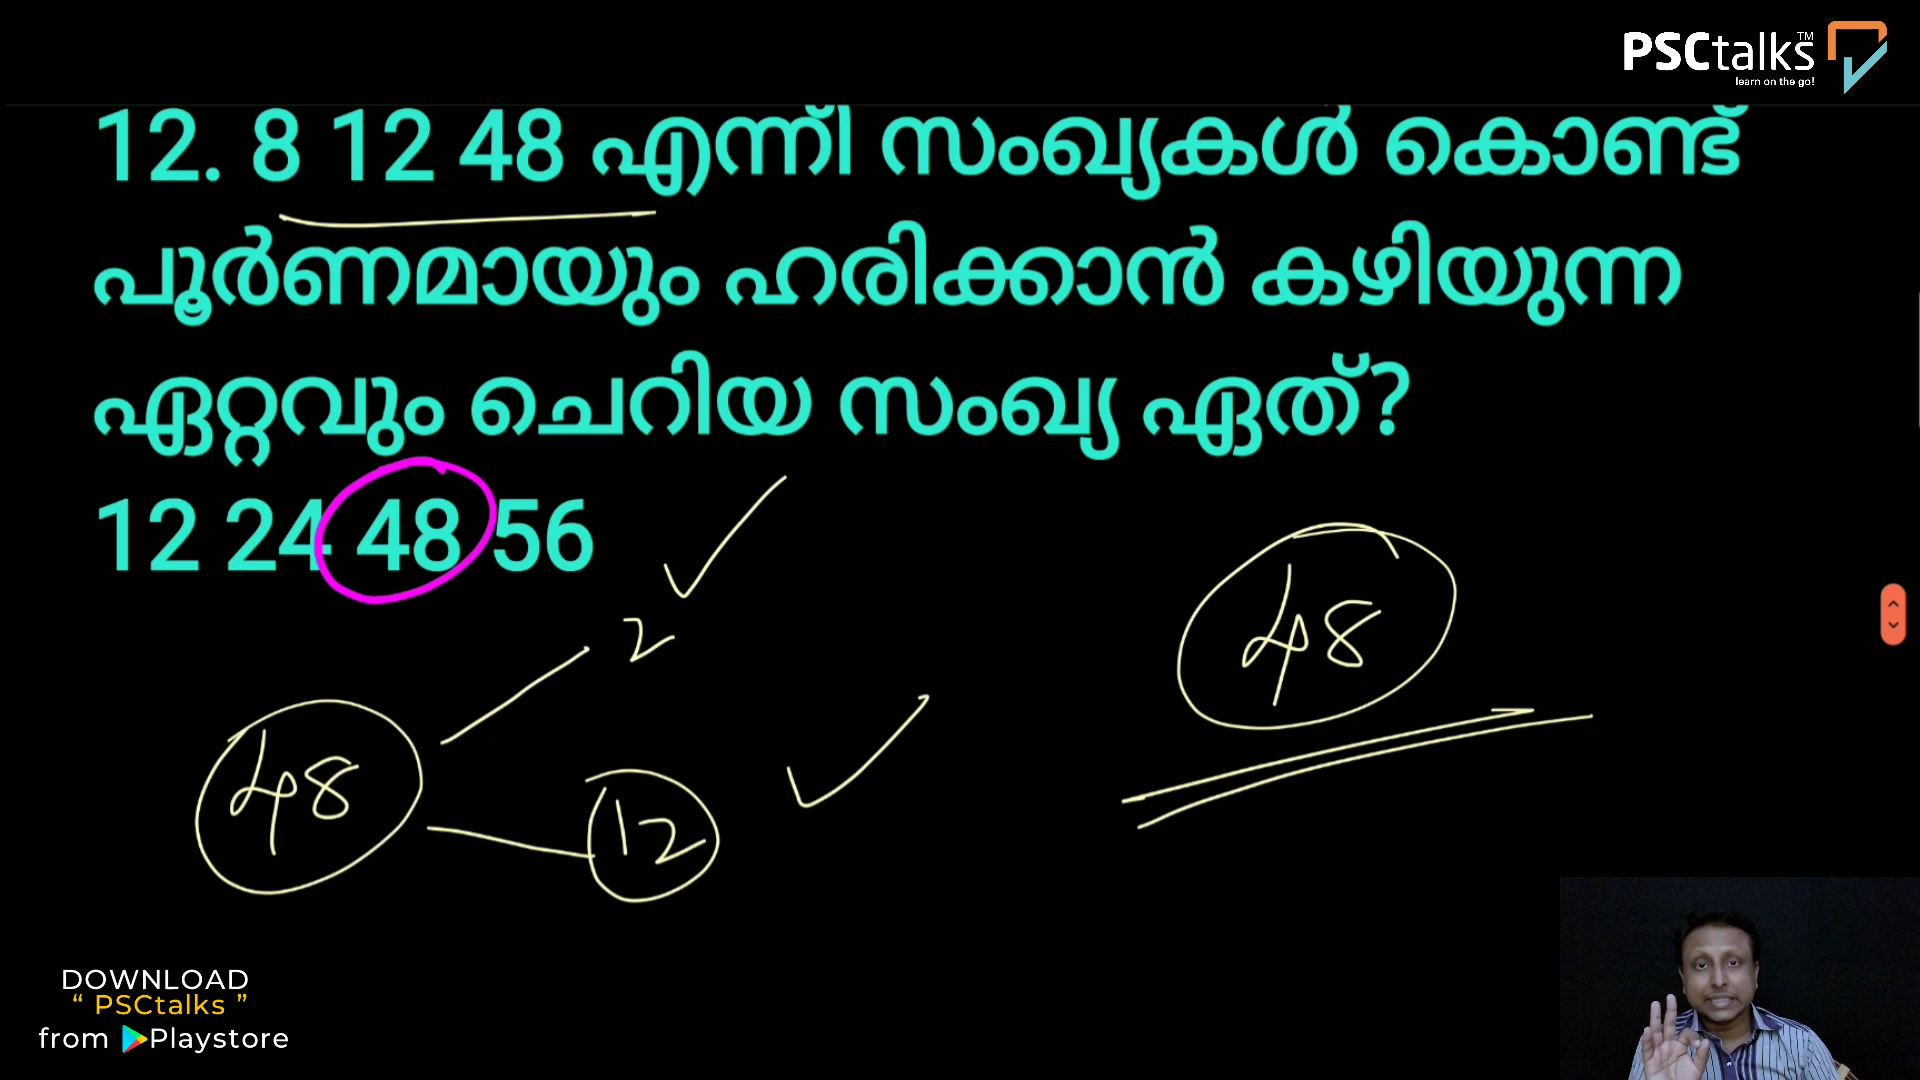 PSCtalks™
learn on the go!
12. 8 12 48 എന്നീ സംഖ്യകൾ കൊണ്ട്
പൂർണമായും ഹരിക്കാൻ കഴിയുന്ന
ഏറ്റവും ചെറിയ സംഖ്യ ഏത്?
12 24 48 56
2
48
48
12
DOWNLOAD
“ PSCtalks ”
from Playstore